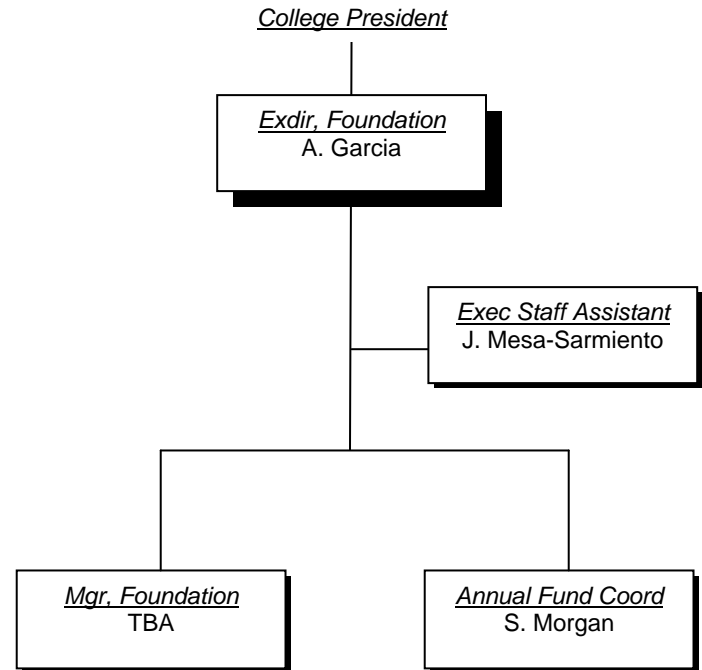 College President
Exdir, Foundation
A. Garcia
Exec Staff Assistant
J. Mesa-Sarmiento
Mgr, Foundation
TBA
Annual Fund Coord
S. Morgan